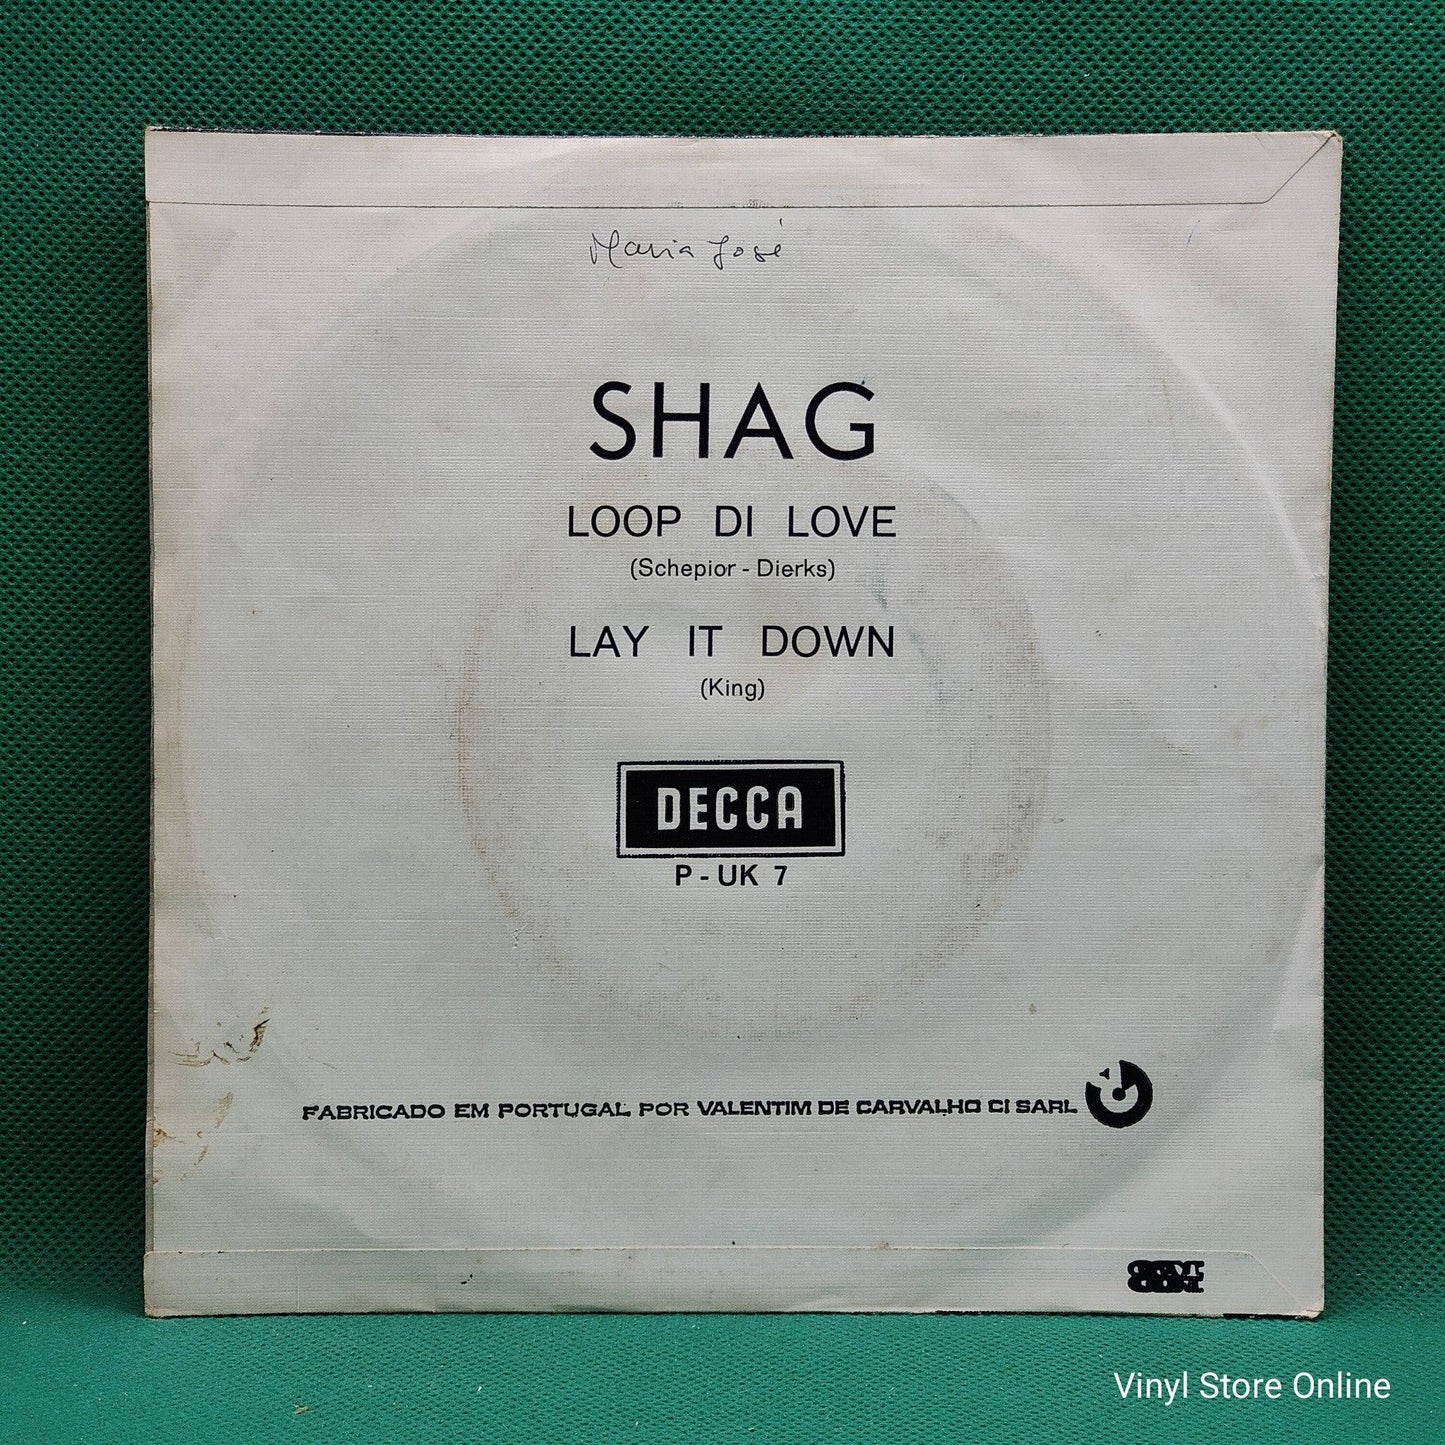 Maria José
SHAG
LOOP DI LOVE
(Schepior - Dierks)
LAY IT DOWN
(King)
DECCA
P - UK 7
FABRICADO EM PORTUGAL POR VALENTIM DE CARVALHO CI SARL
Vinyl Store Online